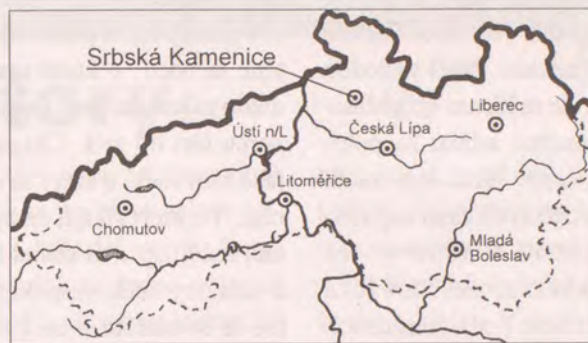 Srbská Kamenice
Liberec
Ústí n/L
Česká Lípa
Litoměřice
Chomutov
Mladá
Boleslav